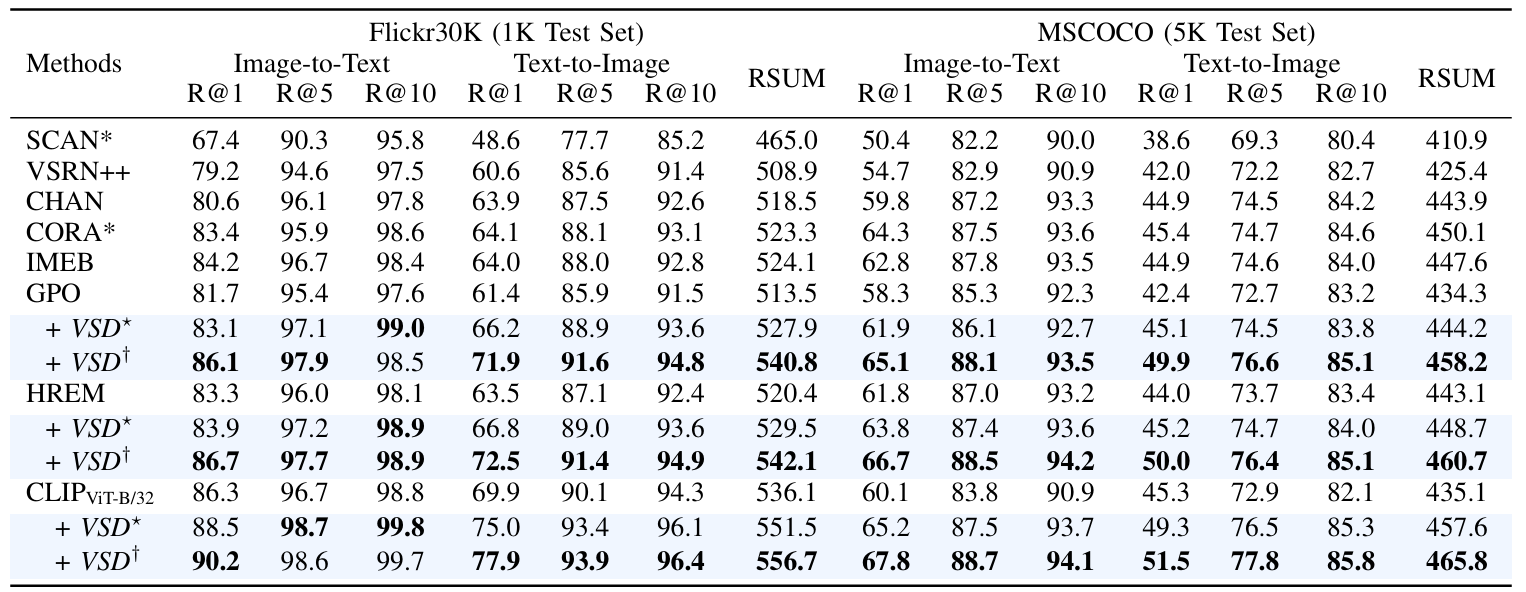 Flickr30K (1K Test Set) MSCOCO (5K Test Set)
Methods Image-to-Text Text-to-Image RSUM Image-to-Text Text-to-Image RSUM
R@1 R@5 R@10 R@1 R@5 R@10 R@1 R@5 R@10 R@1 R@5 R@10
SCAN* 67.4 90.3 95.8 48.6 77.7 85.2 465.0 50.4 82.2 90.0 38.6 69.3 80.4 410.9
VSRN++ 79.2 94.6 97.5 60.6 85.6 91.4 508.9 54.7 82.9 90.9 42.0 72.2 82.7 425.4
CHAN 80.6 96.1 97.8 63.9 87.5 92.6 518.5 59.8 87.2 93.3 44.9 74.5 84.2 443.9
CORA* 83.4 95.9 98.6 64.1 88.1 93.1 523.3 64.3 87.5 93.6 45.4 74.7 84.6 450.1
IMEB 84.2 96.7 98.4 64.0 88.0 92.8 524.1 62.8 87.8 93.5 44.9 74.6 84.0 447.6
GPO 81.7 95.4 97.6 61.4 85.9 91.5 513.5 58.3 85.3 92.3 42.4 72.7 83.2 434.3
+ VSD⋆ 83.1 97.1 99.0 66.2 88.9 93.6 527.9 61.9 86.1 92.7 45.1 74.5 83.8 444.2
+ VSD† 86.1 97.9 98.5 71.9 91.6 94.8 540.8 65.1 88.1 93.5 49.9 76.6 85.1 458.2
HREM 83.3 96.0 98.1 63.5 87.1 92.4 520.4 61.8 87.0 93.2 44.0 73.7 83.4 443.1
+ VSD⋆ 83.9 97.2 98.9 66.8 89.0 93.6 529.5 63.8 87.4 93.6 45.2 74.7 84.0 448.7
+ VSD† 86.7 97.7 98.9 72.5 91.4 94.9 542.1 66.7 88.5 94.2 50.0 76.4 85.1 460.7
CLIPViT-B/32 86.3 96.7 98.8 69.9 90.1 94.3 536.1 60.1 83.8 90.9 45.3 72.9 82.1 435.1
+ VSD⋆ 88.5 98.7 99.8 75.0 93.4 96.1 551.5 65.2 87.5 93.7 49.3 76.5 85.3 457.6
+ VSD† 90.2 98.6 99.7 77.9 93.9 96.4 556.7 67.8 88.7 94.1 51.5 77.8 85.8 465.8